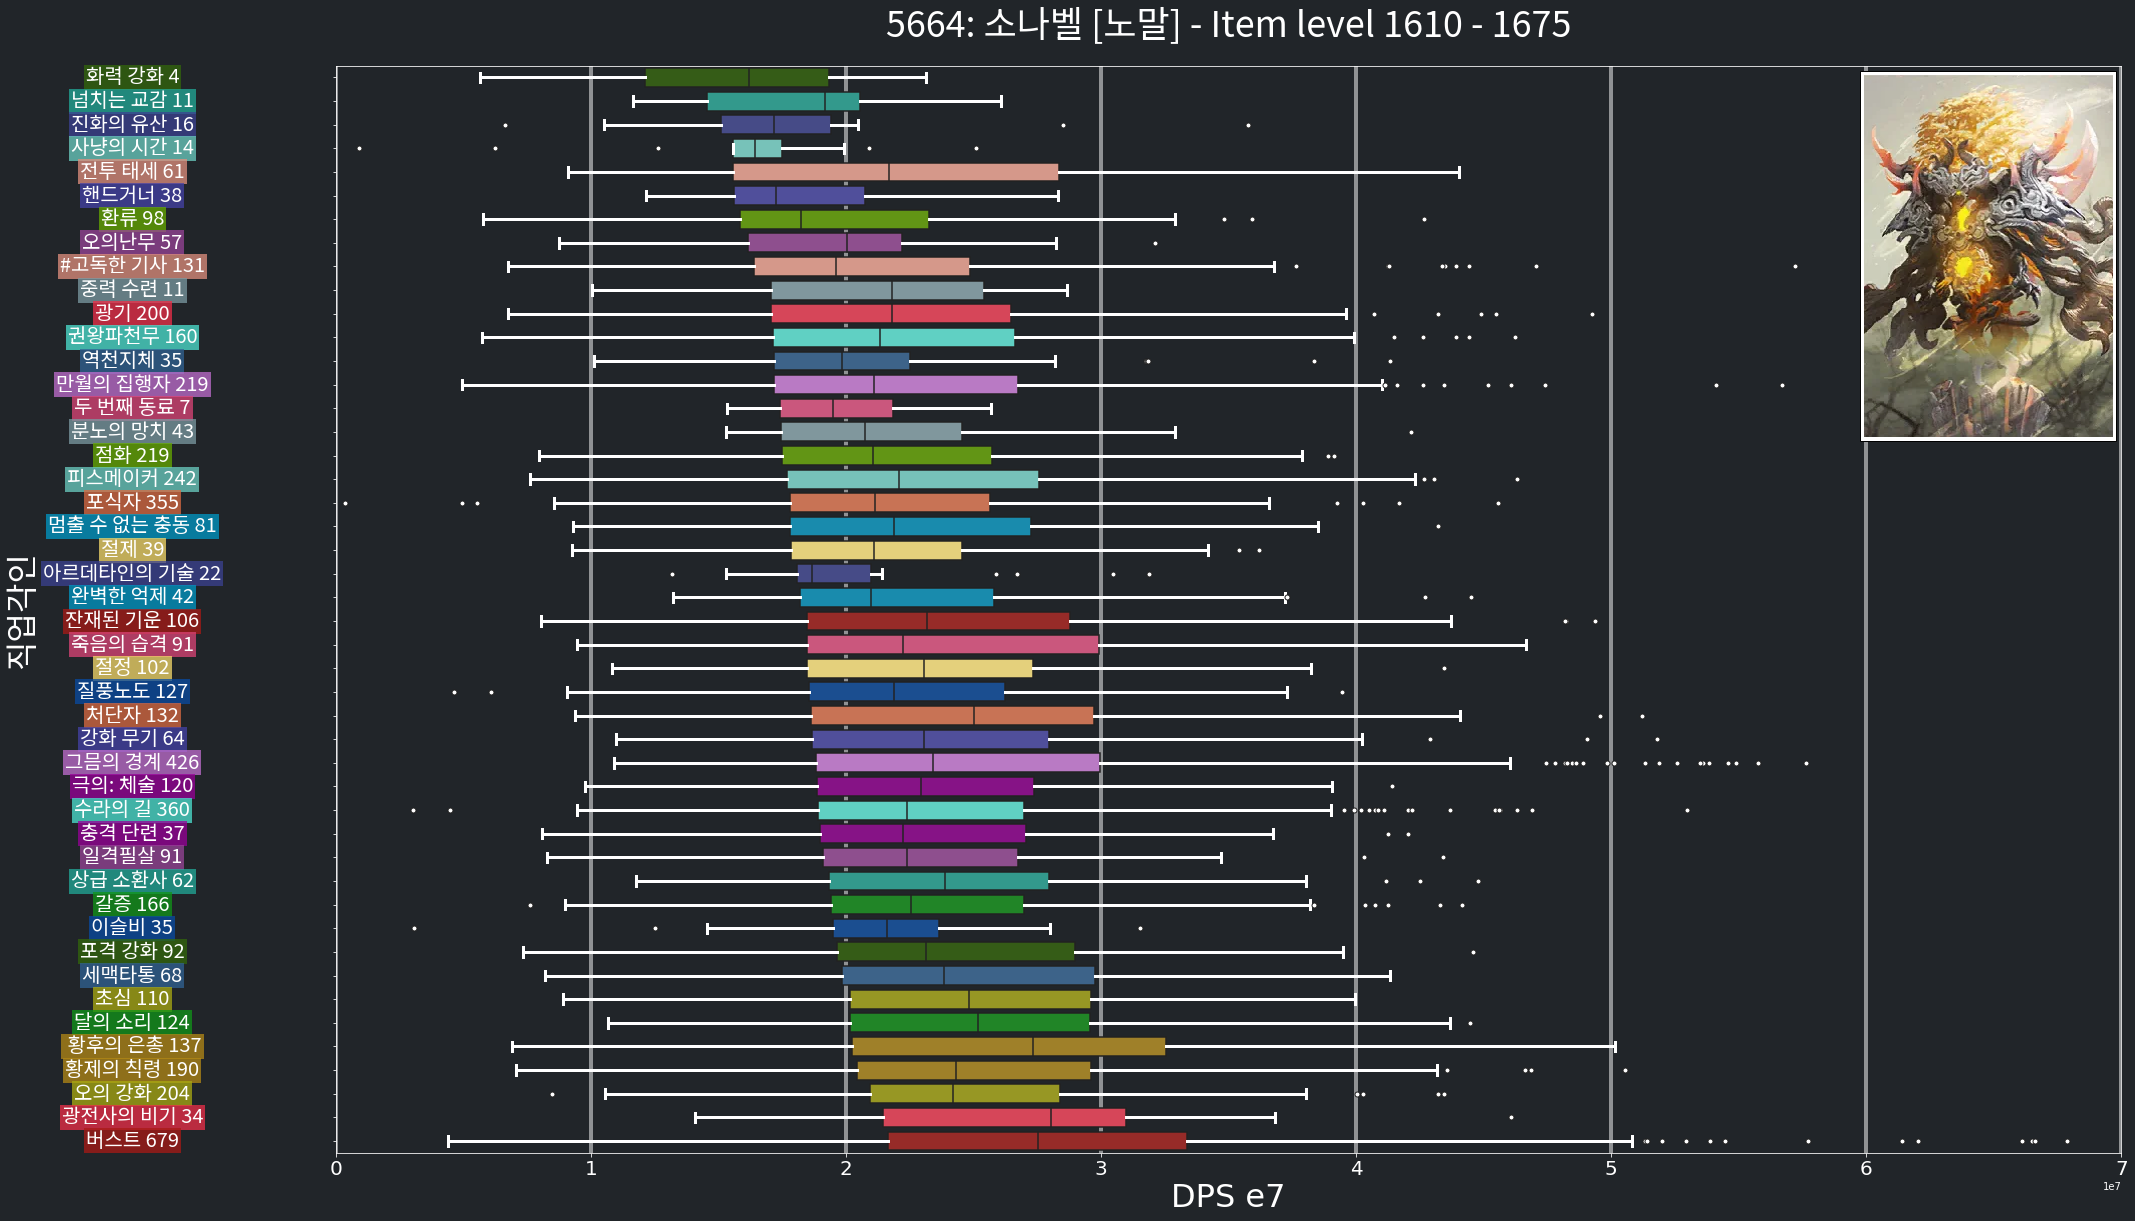 5664: 소나벨 [노말] - Item level 1610 - 1675
화력 강화 4
넘치는 교감 11
진화의 유산 16
사냥의 시간 14
전투 태세 61
핸드거너 38
환류 98
오의난무 57
#고독한 기사 131
중력 수련 11
광기 200
권왕파천무 160
역천지체 35
만월의 집행자 219
두 번째 동료 7
분노의 망치 43
점화 219
피스메이커 242
포식자 355
멈출 수 없는 충동 81
절제 39
아르데타인의 기술 22
완벽한 억제 42
잔재된 기운 106
죽음의 습격 91
절정 102
질풍노도 127
처단자 132
강화 무기 64
그믐의 경계 426
극의: 체술 120
수라의 길 360
충격 단련 37
일격필살 91
상급 소환사 62
갈증 166
이슬비 35
포격 강화 92
세맥타통 68
초심 110
달의 소리 124
황후의 은총 137
황제의 칙령 190
오의 강화 204
광전사의 비기 34
버스트 679
직업각인
0 1 2 3 4 5 6 7
1e7
DPS e7